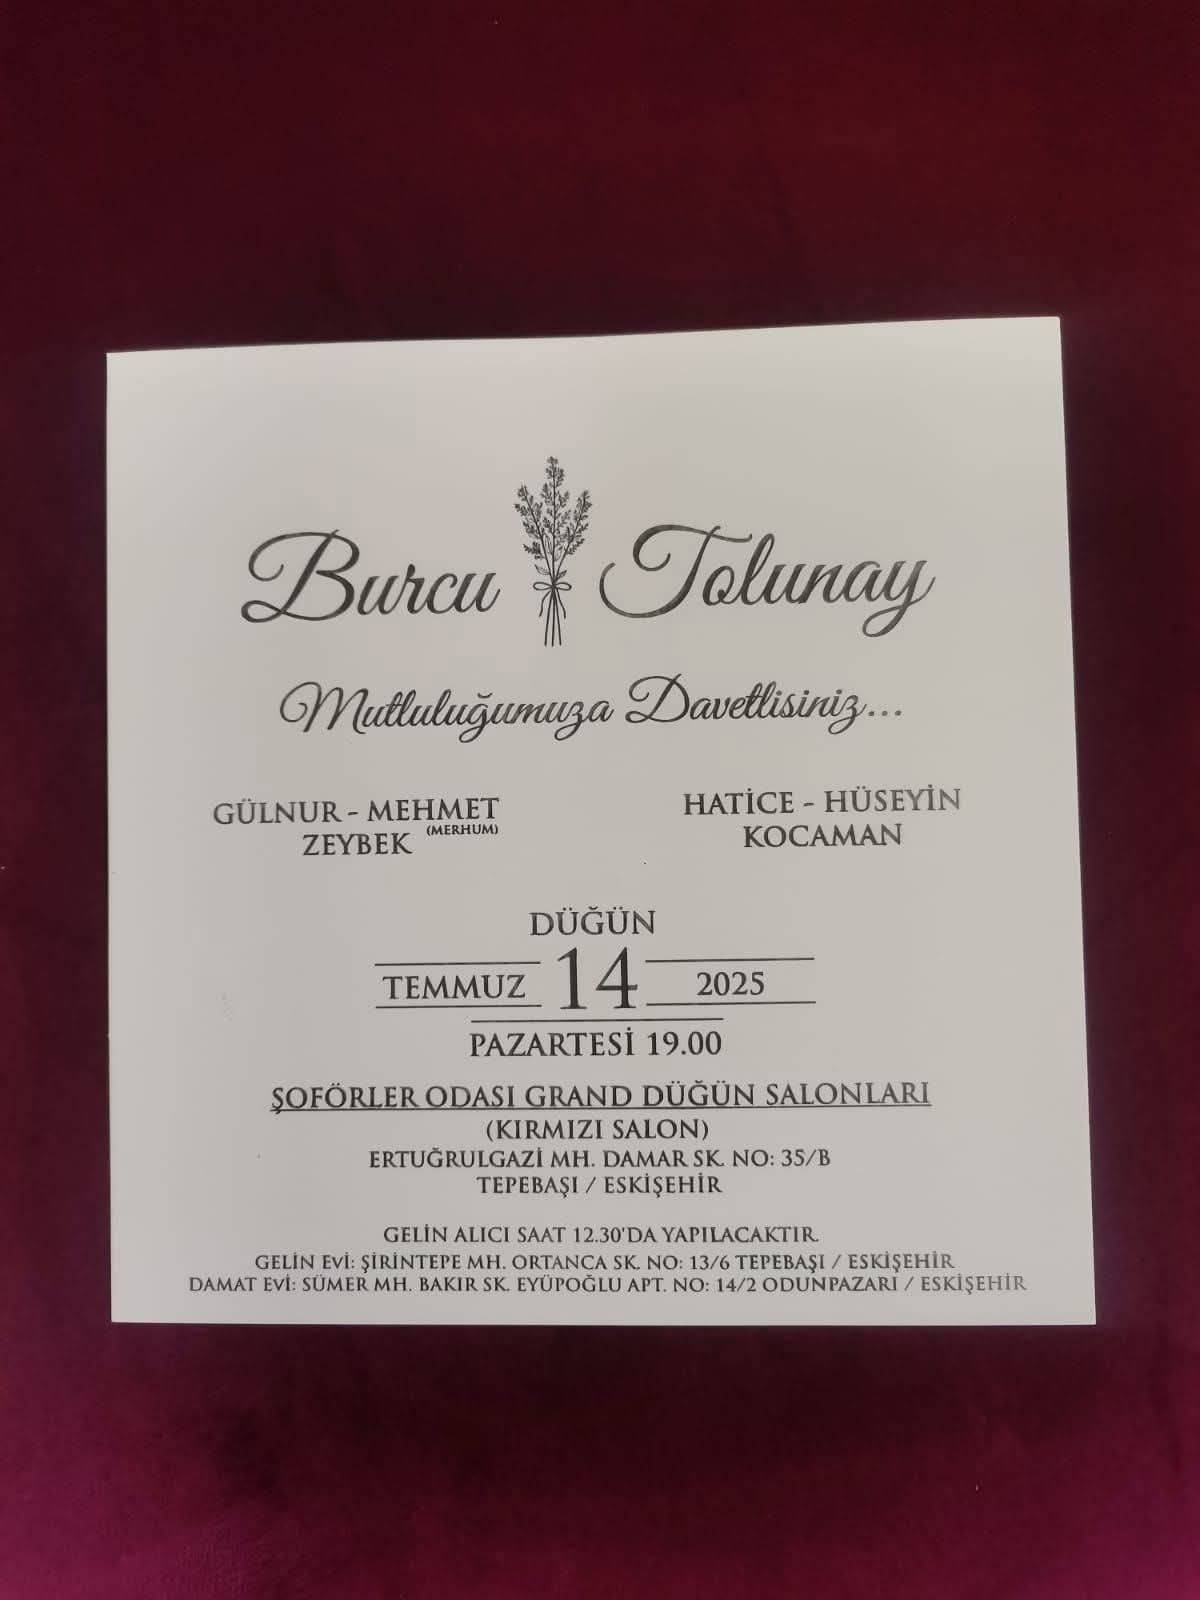 Burcu Tolunay
Mutluluğumuza Davetlisiniz...
GÜLNUR - MEHMET
(MERHUM)
ZEYBEK
HATİCE - HÜSEYİN
KOCAMAN
DÜĞÜN
TEMMUZ 14 2025
PAZARTESİ 19.00
ŞOFÖRLER ODASI GRAND DÜĞÜN SALONLARI
(KIRMIZI SALON)
ERTUĞRULGAZİ MH. DAMAR SK. NO: 35/B
TEPEBAŞI / ESKİŞEHİR
GELİN ALICI SAAT 12.30'DA YAPILACAKTIR.
GELİN EVİ: ŞİRİNTEPE MH. ORTANCA SK. NO: 13/6 TEPEBAŞI / ESKİŞEHİR
DAMAT EVİ: SÜMER MH. BAKIR SK. EYÜPOĞLU APT. NO: 14/2 ODUNPAZARI / ESKİŞEHİR